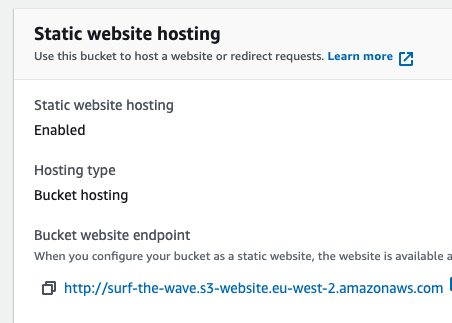 Static website hosting
Use this bucket to host a website or redirect requests. Learn more
Static website hosting
Enabled
Hosting type
Bucket hosting
Bucket website endpoint
When you configure your bucket as a static website, the website is available a
http://surf-the-wave.s3-website.eu-west-2.amazonaws.com